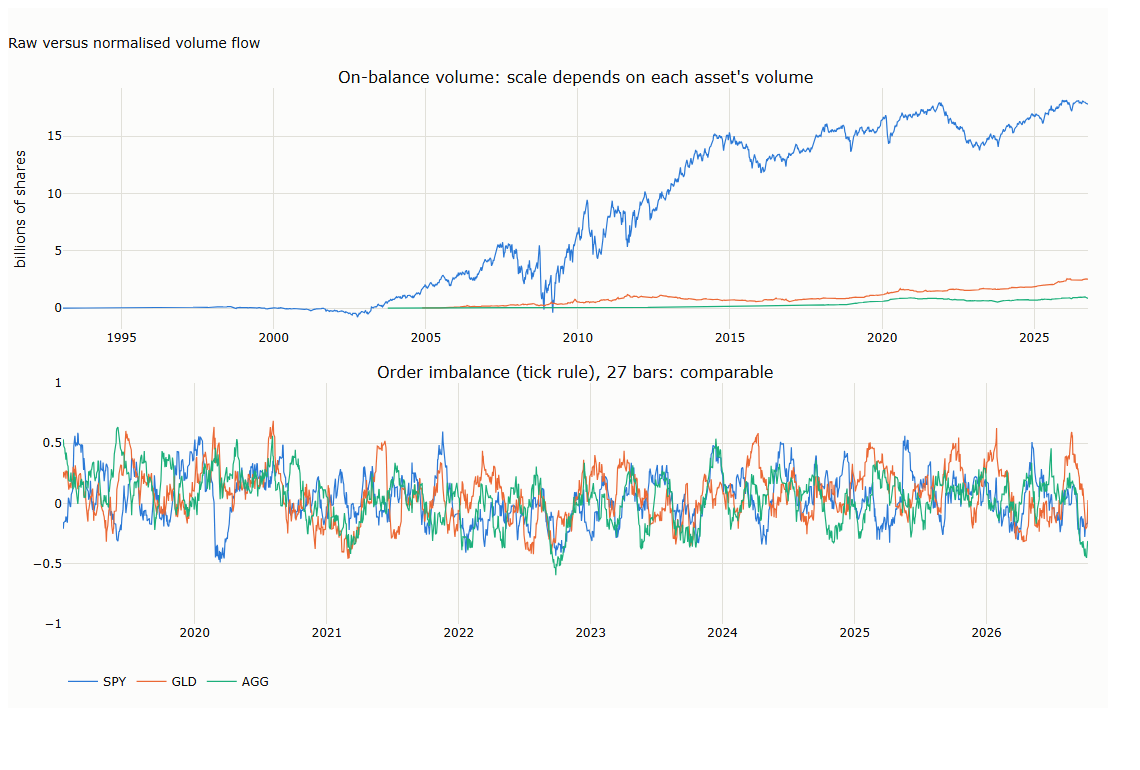 Raw versus normalised volume flow
On-balance volume: scale depends on each asset's volume
billions of shares
15
10
5
0
1995 2000 2005 2010 2015 2020 2025
Order imbalance (tick rule), 27 bars: comparable
1
0.5
0
−0.5
−1
2020 2021 2022 2023 2024 2025 2026
SPY GLD AGG